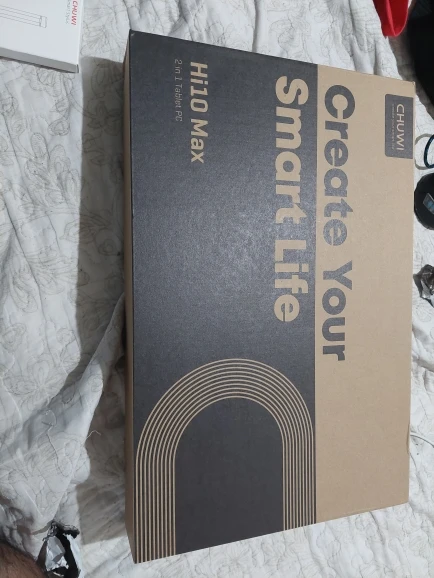 CHUWI
Create Your
Smart Life
Hi10 Max
2 in 1 Tablet PC
CHUWI